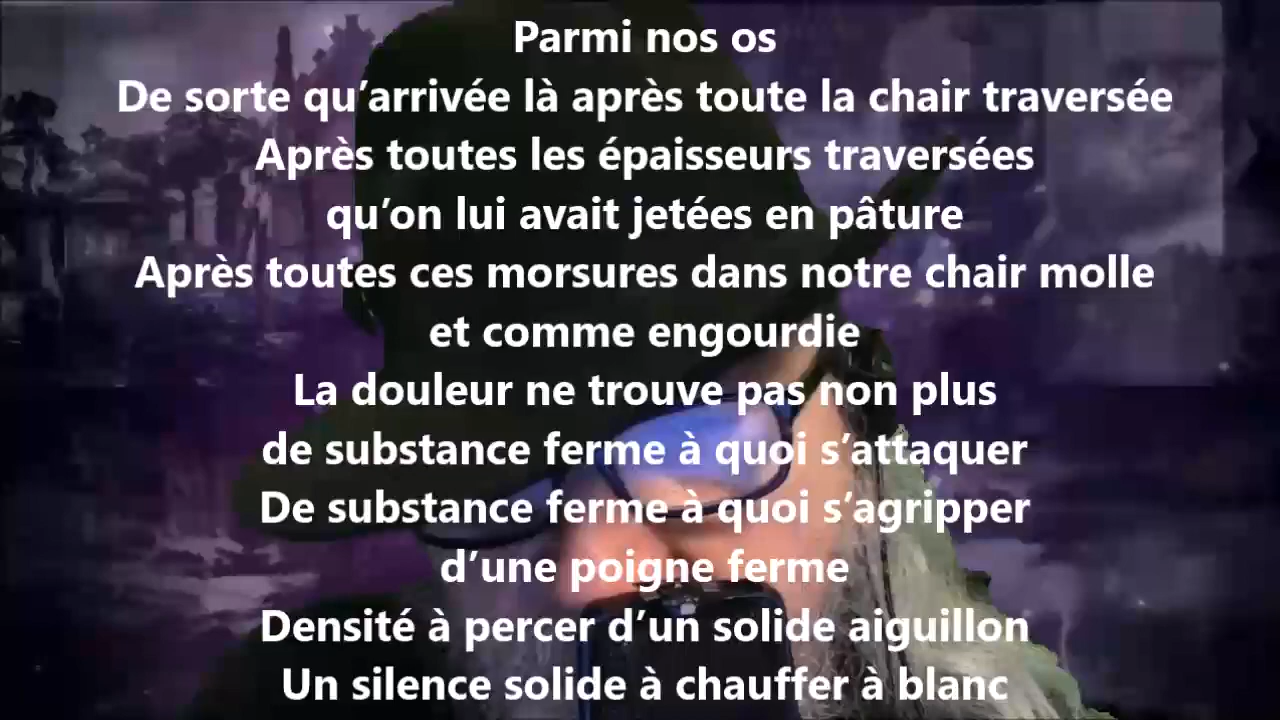 Parmi nos os
De sorte qu’arrivée là après toute la chair traversée
Après toutes les épaisseurs traversées
qu’on lui avait jetées en pâture
Après toutes ces morsures dans notre chair molle
et comme engourdie
La douleur ne trouve pas non plus
de substance ferme à quoi s’attaquer
De substance ferme à quoi s’agripper
d’une poigne ferme
Densité à percer d’un solide aiguillon
Un silence solide à chauffer à blanc